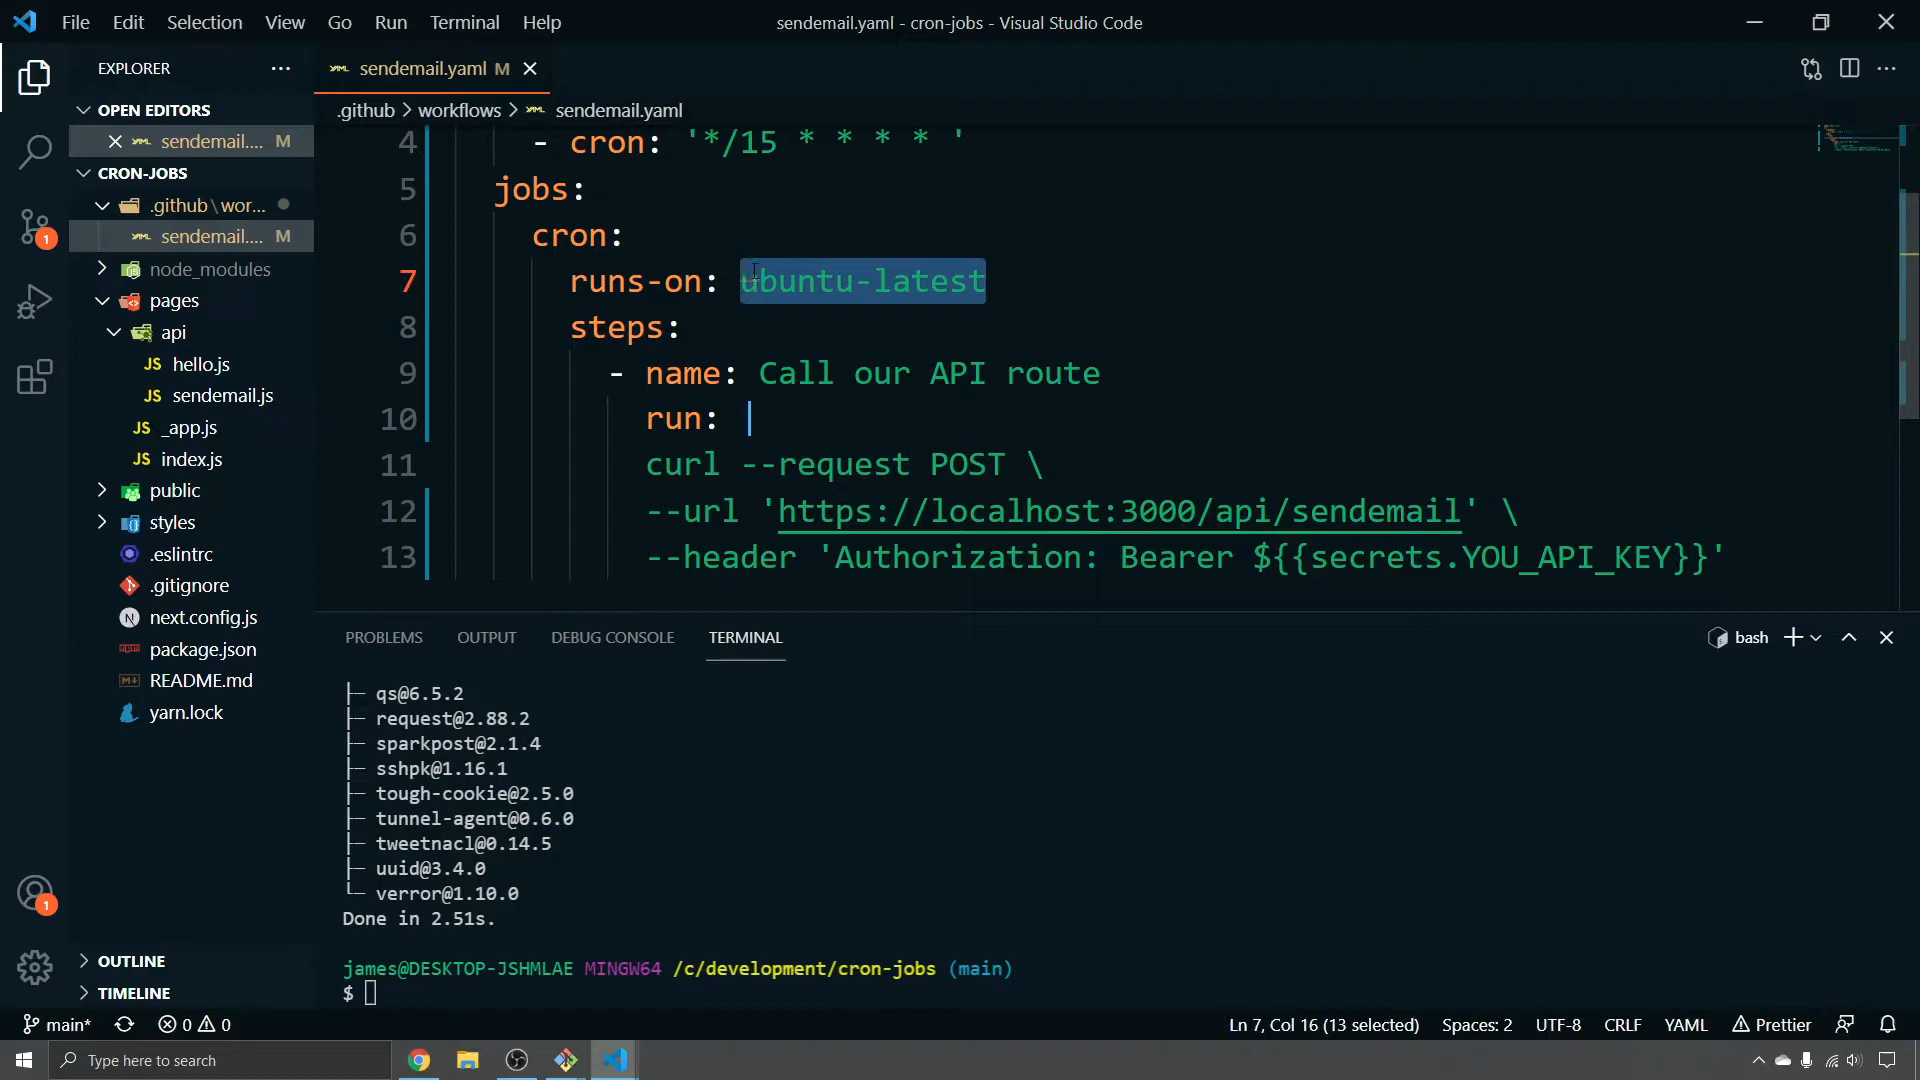 File Edit Selection View Go Run Terminal Help
sendemail.yaml - cron-jobs - Visual Studio Code
EXPLORER
sendemail.yaml M
OPEN EDITORS
.github > workflows > sendemail.yaml
sendemail.... M
CRON-JOBS
.github\wor...
sendemail.... M
node_modules
pages
api
hello.js
sendemail.js
_app.js
index.js
public
styles
.eslintrc
.gitignore
next.config.js
package.json
README.md
yarn.lock
OUTLINE
TIMELINE
4 - cron: '*/15 * * * * '
5 jobs:
6 cron:
7 runs-on: ubuntu-latest
8 steps:
9 - name: Call our API route
10 run: |
11 curl --request POST \
12 --url 'https://localhost:3000/api/sendemail' \
13 --header 'Authorization: Bearer ${{secrets.YOU_API_KEY}}'
PROBLEMS OUTPUT DEBUG CONSOLE TERMINAL
bash
├─ qs@6.5.2
├─ request@2.88.2
├─ sparkpost@2.1.4
├─ sshpk@1.16.1
├─ tough-cookie@2.5.0
├─ tunnel-agent@0.6.0
├─ tweetnacl@0.14.5
├─ uuid@3.4.0
└─ verror@1.10.0
Done in 2.51s.
james@DESKTOP-JSHMLAE MINGW64 /c/development/cron-jobs (main)
$
1
1
main* 0 0
Ln 7, Col 16 (13 selected) Spaces: 2 UTF-8 CRLF YAML Prettier
Type here to search